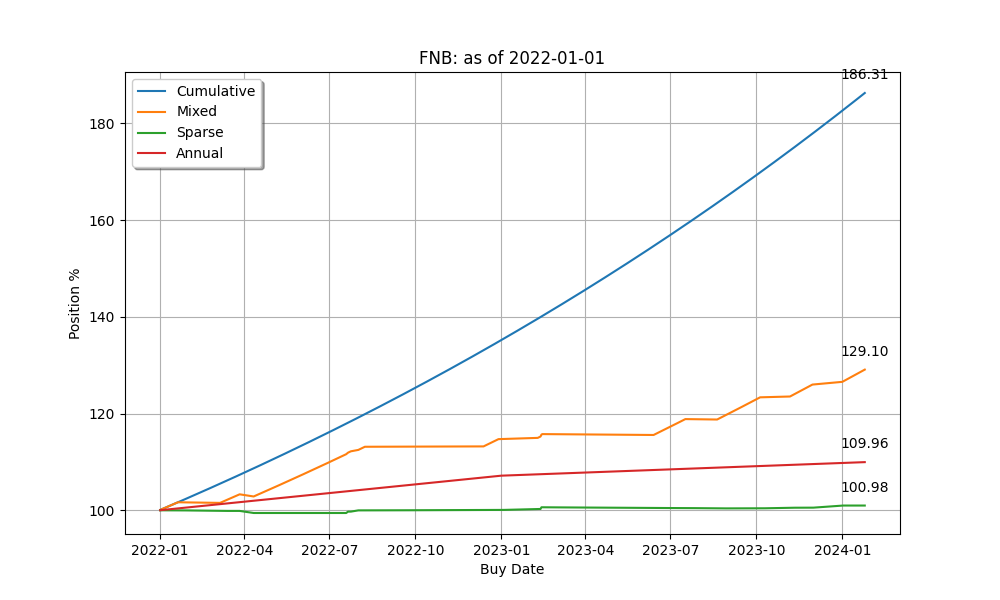 FNB: as of 2022-01-01
186.31
Cumulative
Mixed
Sparse
Annual
180
160
140
120
100
Position %
129.10
109.96
100.98
2022-01 2022-04 2022-07 2022-10 2023-01 2023-04 2023-07 2023-10 2024-01
Buy Date